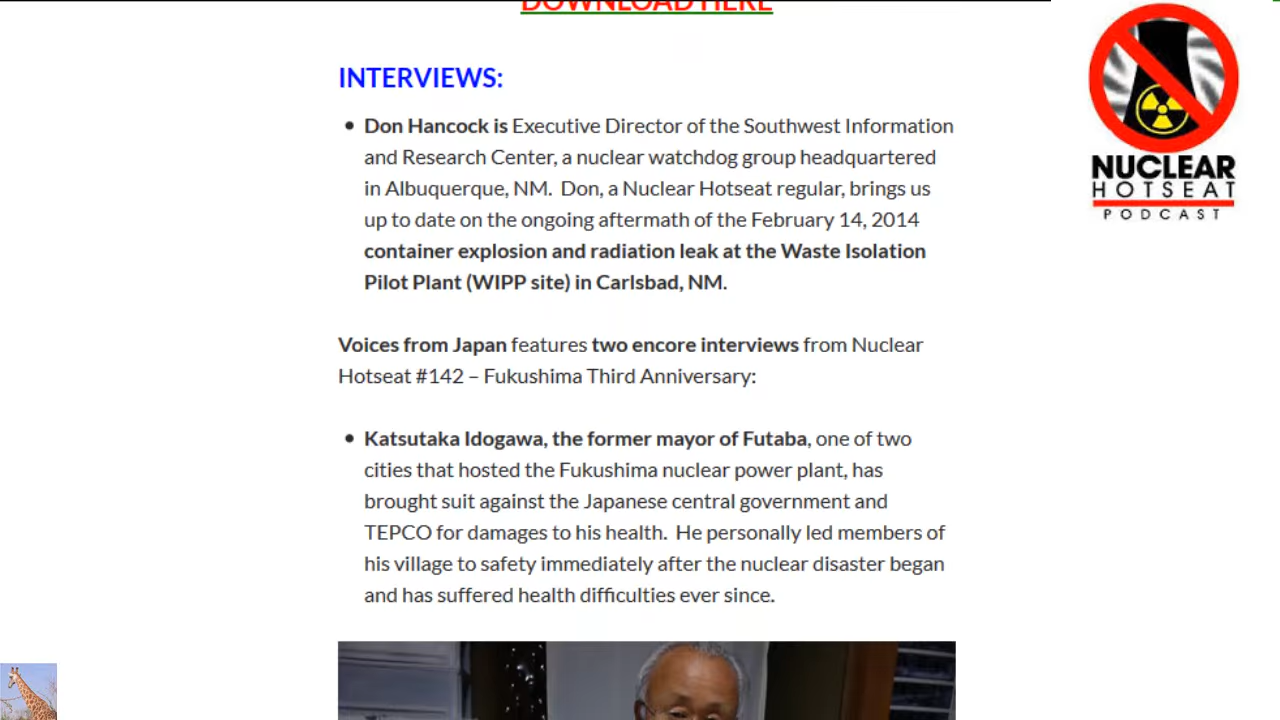 DOWNLOAD HERE
INTERVIEWS:
NUCLEAR
HOTSEAT
PODCAST
• Don Hancock is Executive Director of the Southwest Information
and Research Center, a nuclear watchdog group headquartered
in Albuquerque, NM. Don, a Nuclear Hotseat regular, brings us
up to date on the ongoing aftermath of the February 14, 2014
container explosion and radiation leak at the Waste Isolation
Pilot Plant (WIPP site) in Carlsbad, NM.
Voices from Japan features two encore interviews from Nuclear
Hotseat #142 – Fukushima Third Anniversary:
• Katsutaka Idogawa, the former mayor of Futaba, one of two
cities that hosted the Fukushima nuclear power plant, has
brought suit against the Japanese central government and
TEPCO for damages to his health. He personally led members of
his village to safety immediately after the nuclear disaster began
and has suffered health difficulties ever since.